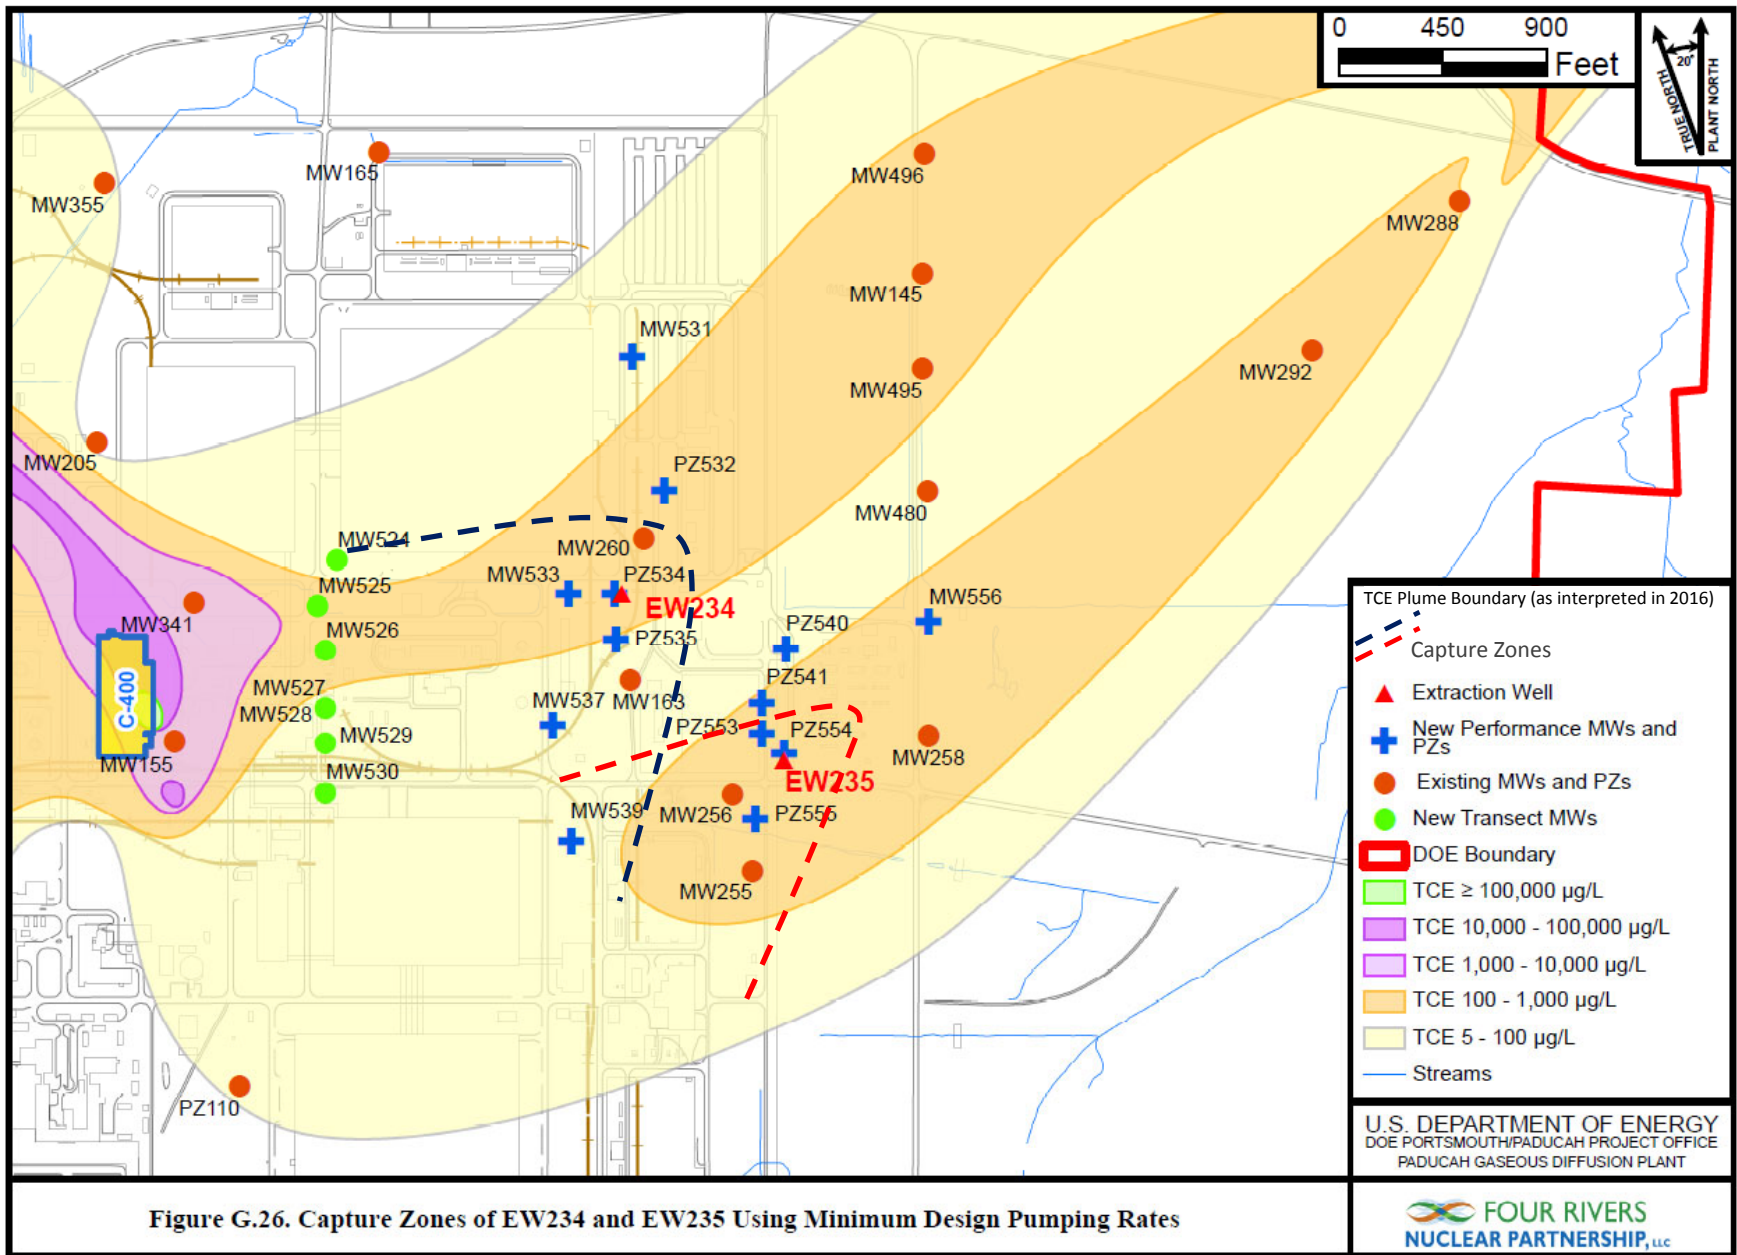 0 450 900
Feet
TRUE NORTH
20°
PLANT NORTH
MW165
MW355
MW496
MW288
MW145
MW531
MW292
MW495
MW205
PZ532
MW480
MW524
MW260
MW525
MW533
PZ534
EW234
MW556
MW341
MW526
PZ535
PZ540
C-400
MW527
MW163
PZ541
MW528
MW537
PZ553
PZ554
MW529
MW258
MW155
MW530
EW235
MW539
MW256
PZ555
MW255
PZ110
TCE Plume Boundary (as interpreted in 2016)
Capture Zones
Extraction Well
New Performance MWs and
PZs
Existing MWs and PZs
New Transect MWs
DOE Boundary
TCE ≥ 100,000 µg/L
TCE 10,000 - 100,000 µg/L
TCE 1,000 - 10,000 µg/L
TCE 100 - 1,000 µg/L
TCE 5 - 100 µg/L
Streams
U.S. DEPARTMENT OF ENERGY
DOE PORTSMOUTH/PADUCAH PROJECT OFFICE
PADUCAH GASEOUS DIFFUSION PLANT
Figure G.26. Capture Zones of EW234 and EW235 Using Minimum Design Pumping Rates
FOUR RIVERS
NUCLEAR PARTNERSHIP, LLC